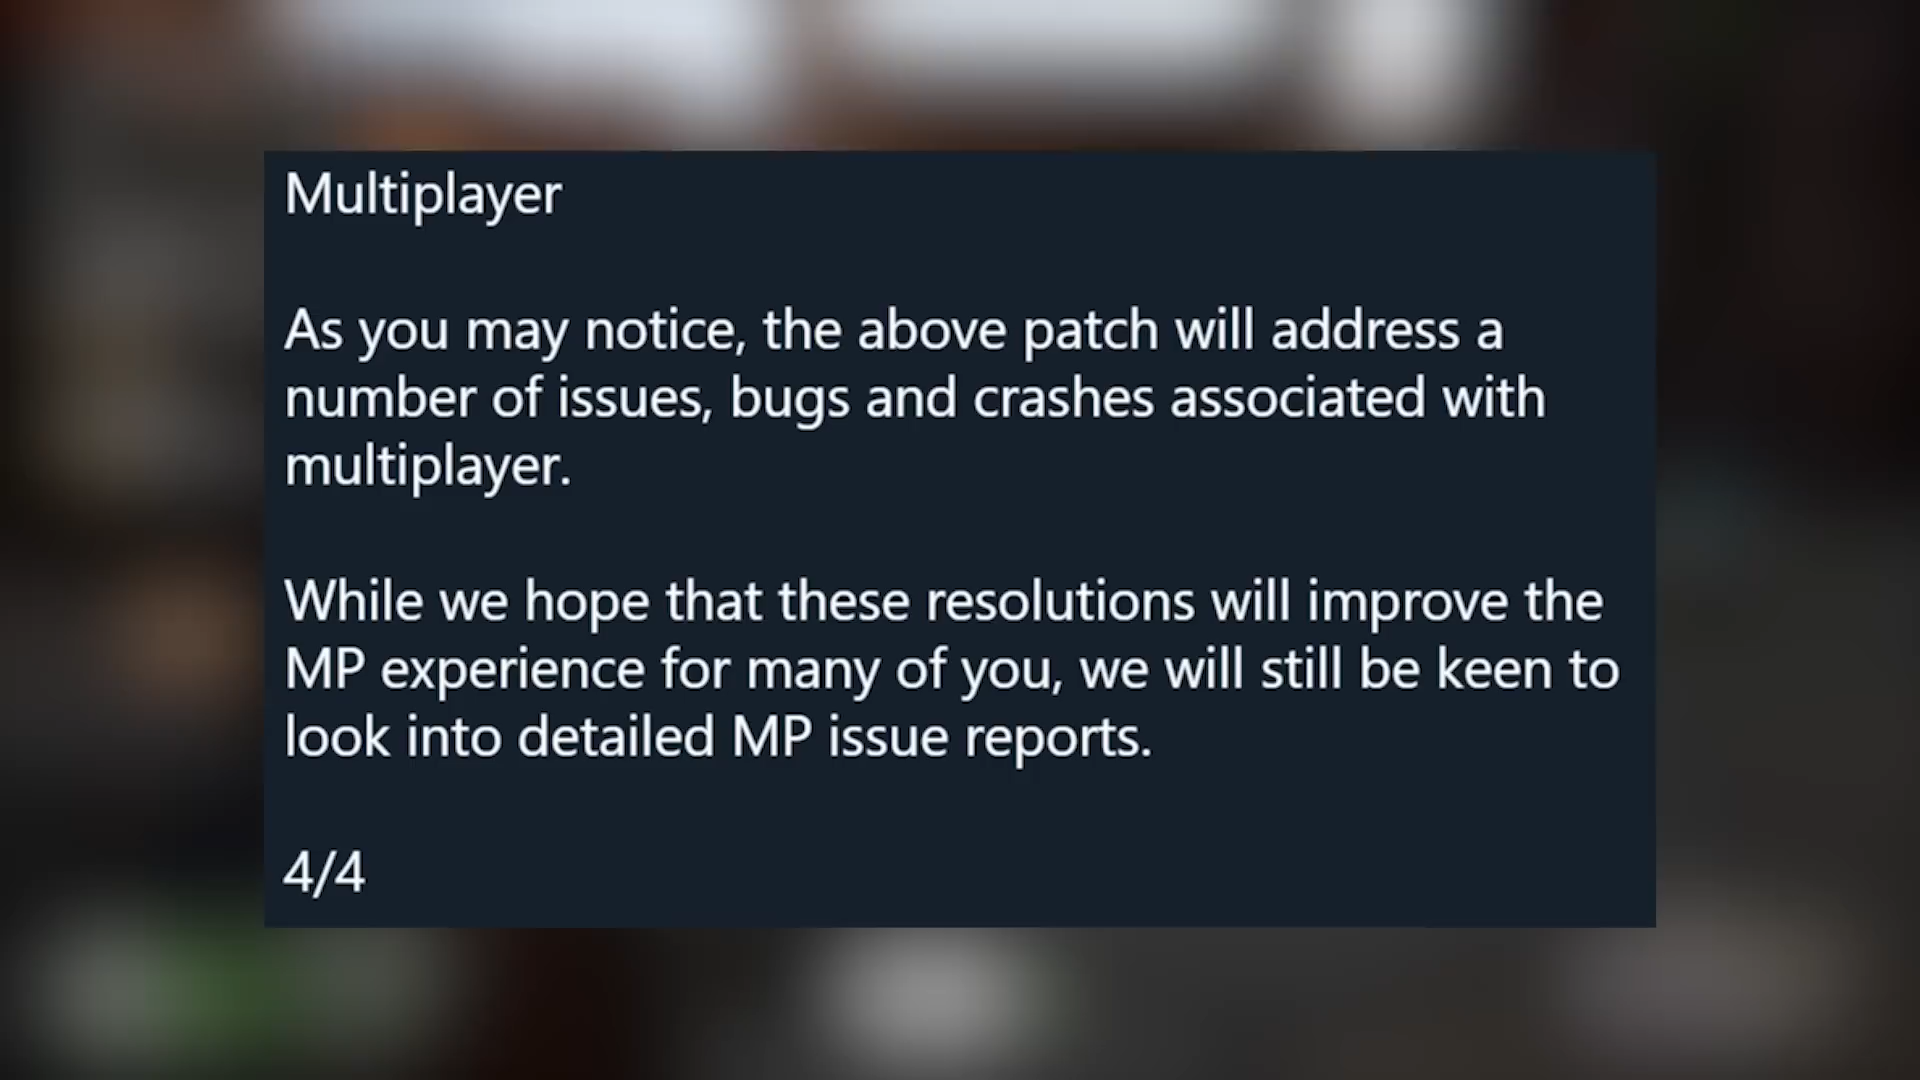 Multiplayer
As you may notice, the above patch will address a
number of issues, bugs and crashes associated with
multiplayer.
While we hope that these resolutions will improve the
MP experience for many of you, we will still be keen to
look into detailed MP issue reports.
4/4